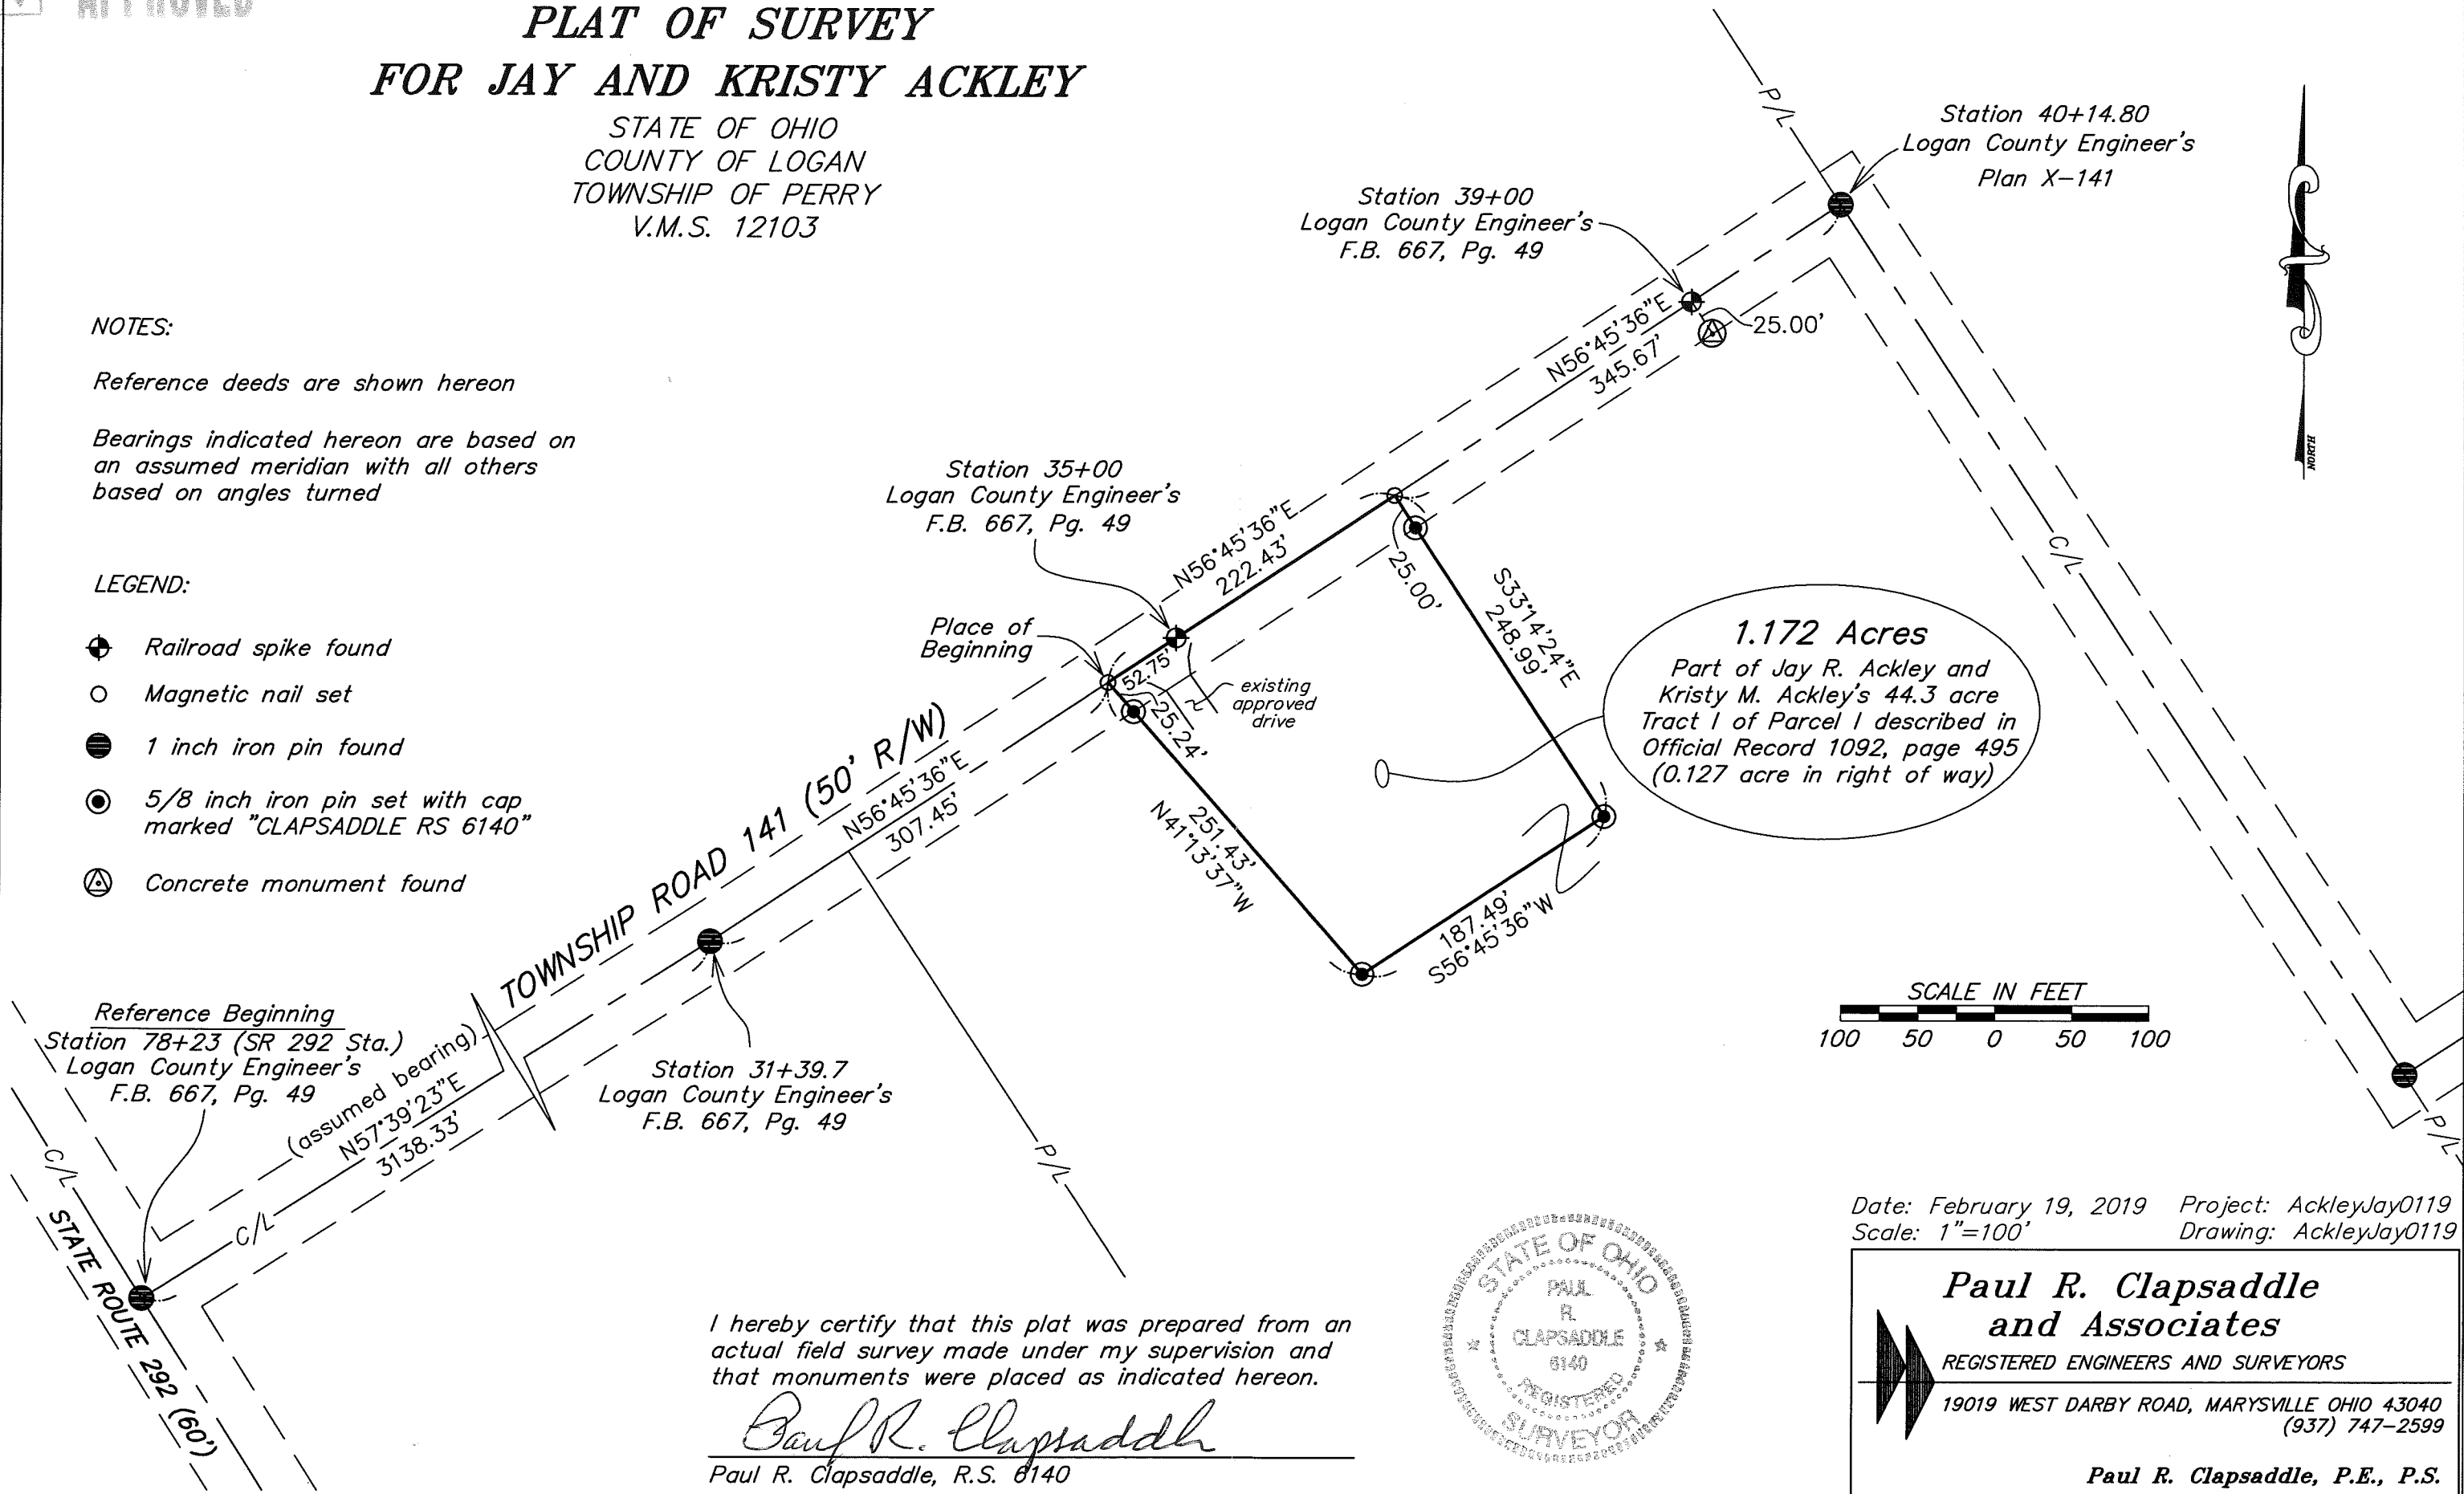 APPROVED
PLAT OF SURVEY
FOR JAY AND KRISTY ACKLEY
STATE OF OHIO
COUNTY OF LOGAN
TOWNSHIP OF PERRY
V.M.S. 12103
NOTES:
Reference deeds are shown hereon
Bearings indicated hereon are based on
an assumed meridian with all others
based on angles turned
LEGEND:
Railroad spike found
Magnetic nail set
1 inch iron pin found
5/8 inch iron pin set with cap
marked "CLAPSADDLE RS 6140"
Concrete monument found
P/L
Station 40+14.80
Logan County Engineer's
Plan X-141
Station 39+00
Logan County Engineer's
F.B. 667, Pg. 49
NORTH
N56°45'36"E
345.67'
25.00'
Station 35+00
Logan County Engineer's
F.B. 667, Pg. 49
N56°45'36"E
222.43'
25.00'
S33°14'24"E
248.99'
C/L
Place of
Beginning
52.75'
25.24'
existing
approved
drive
1.172 Acres
Part of Jay R. Ackley and
Kristy M. Ackley's 44.3 acre
Tract I of Parcel I described in
Official Record 1092, page 495
(0.127 acre in right of way)
251.43'
N41°13'37"W
187.49'
S56°45'36"W
TOWNSHIP ROAD 141 (50' R/W)
N56°45'36"E
307.45'
SCALE IN FEET
100 50 0 50 100
Reference Beginning
Station 78+23 (SR 292 Sta.)
Logan County Engineer's
F.B. 667, Pg. 49
(assumed bearing)
N57°39'23"E
3138.33'
Station 31+39.7
Logan County Engineer's
F.B. 667, Pg. 49
P/L
P/L
C/L
C/L
STATE ROUTE 292 (60')
I hereby certify that this plat was prepared from an
actual field survey made under my supervision and
that monuments were placed as indicated hereon.
Paul R. Clapsaddle
Paul R. Clapsaddle, R.S. 6140
STATE OF OHIO
PAUL
R.
CLAPSADDLE
6140
REGISTERED
SURVEYOR
Date: February 19, 2019 Project: AckleyJay0119
Scale: 1"=100' Drawing: AckleyJay0119
Paul R. Clapsaddle
and Associates
REGISTERED ENGINEERS AND SURVEYORS
19019 WEST DARBY ROAD, MARYSVILLE OHIO 43040
(937) 747-2599
Paul R. Clapsaddle, P.E., P.S.